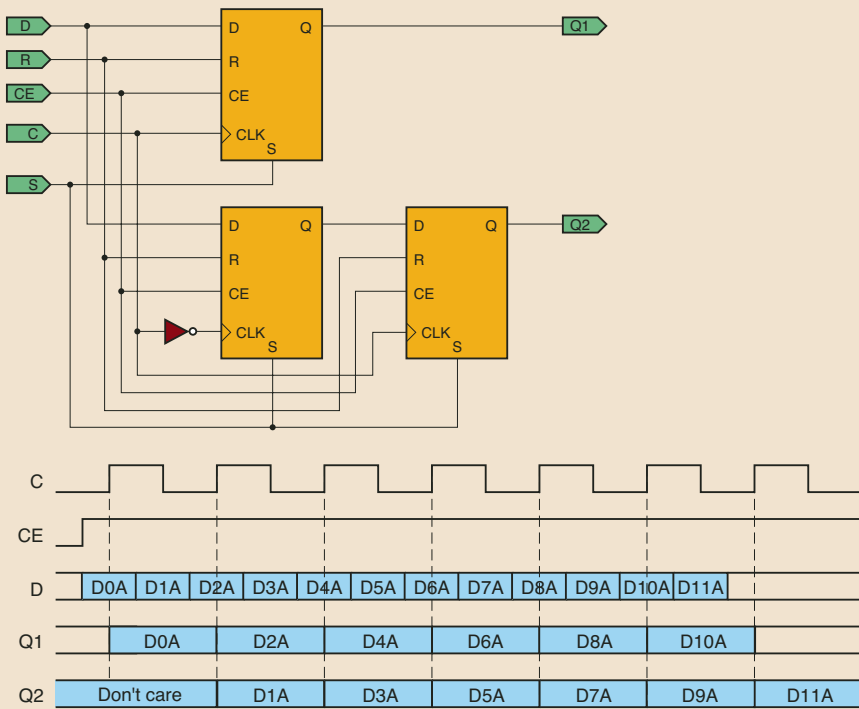 D
R
CE
C
S
D Q
R
CE
CLK
S
Q1
D Q
R
CE
CLK
S
D Q
R
CE
CLK
S
Q2
C
CE
D D0A D1A D2A D3A D4A D5A D6A D7A D8A D9A D10A D11A
Q1 D0A D2A D4A D6A D8A D10A
Q2 Don't care D1A D3A D5A D7A D9A D11A